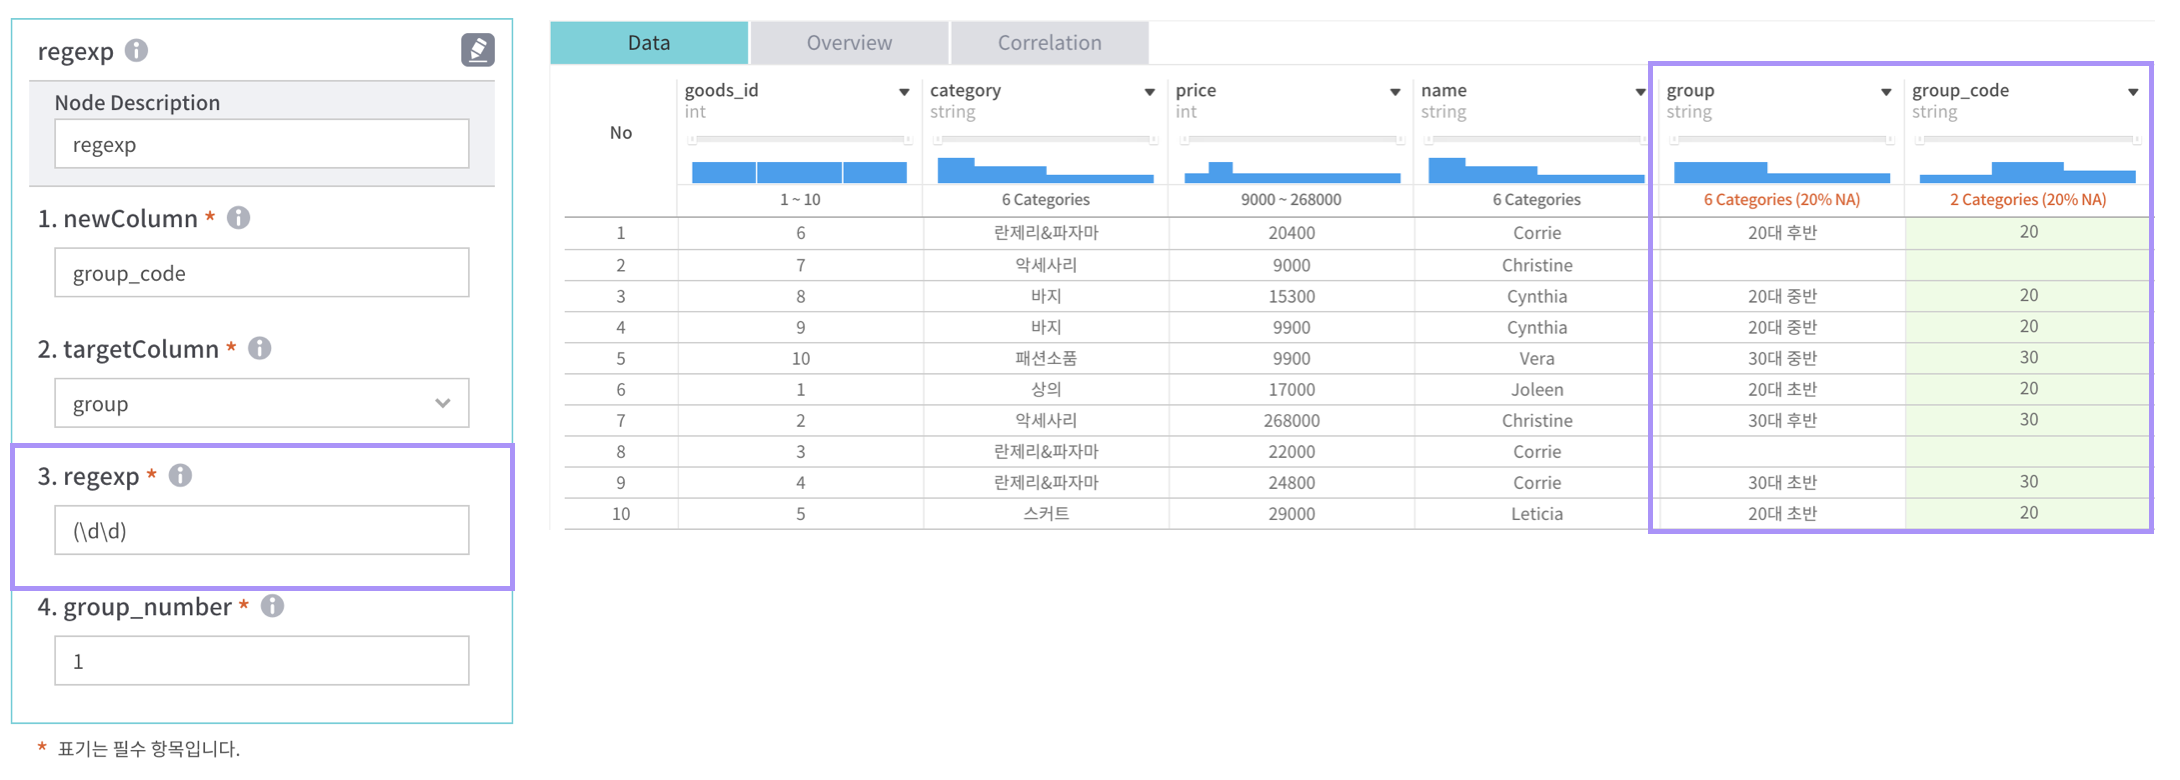 regexp
Node Description
regexp
1. newColumn *
group_code
2. targetColumn *
group
3. regexp *
(\d\d)
4. group_number *
1
* 표기는 필수 항목입니다.
Data Overview Correlation
No goods_id category price name group group_code
int string int string string string
1 ~ 10 6 Categories 9000 ~ 268000 6 Categories 6 Categories (20% NA) 2 Categories (20% NA)
1 6 란제리&파자마 20400 Corrie 20대 후반 20
2 7 악세사리 9000 Christine
3 8 바지 15300 Cynthia 20대 중반 20
4 9 바지 9900 Cynthia 20대 중반 20
5 10 패션소품 9900 Vera 30대 중반 30
6 1 상의 17000 Joleen 20대 초반 20
7 2 악세사리 268000 Christine 30대 후반 30
8 3 란제리&파자마 22000 Corrie
9 4 란제리&파자마 24800 Corrie 30대 초반 30
10 5 스커트 29000 Leticia 20대 초반 20